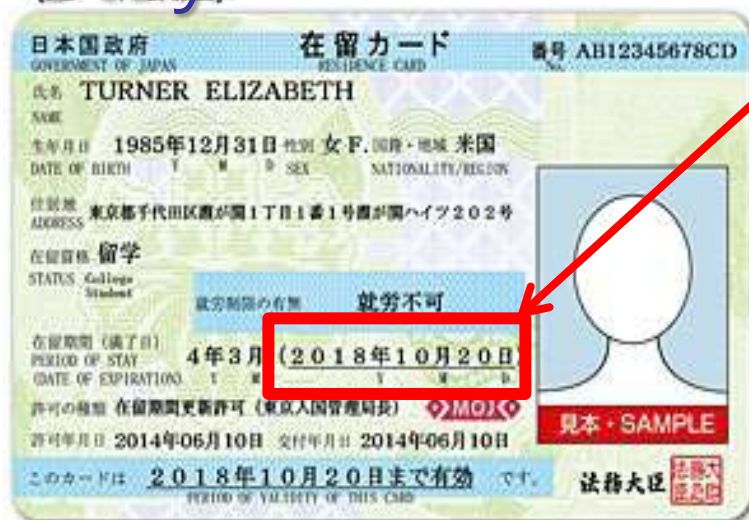 y
日本国政府 在留カード 番号 AB12345678CD
GOVERNMENT OF JAPAN RESIDENCE CARD No.
氏名 TURNER ELIZABETH
NAME
生年月日 1985年12月31日 性別 女 F. 国籍・地域 米国
DATE OF BIRTH Y M D SEX NATIONALITY/REGION
住居地 東京都千代田区霞が関1丁目1番1号霞が関ハイツ202号
ADDRESS
在留資格 留学
STATUS College
Student
就労制限の有無 就労不可
在留期間 (満了日) 4年3月 (2018年10月20日)
PERIOD OF STAY
(DATE OF EXPIRATION) Y M Y M D
許可の種類 在留期間更新許可 (東京入国管理局長) MOJ
見本・SAMPLE
許可年月日 2014年06月10日 交付年月日 2014年06月10日
このカードは 2018年10月20日まで有効 です。
PERIOD OF VALIDITY OF THIS CARD
法務大臣